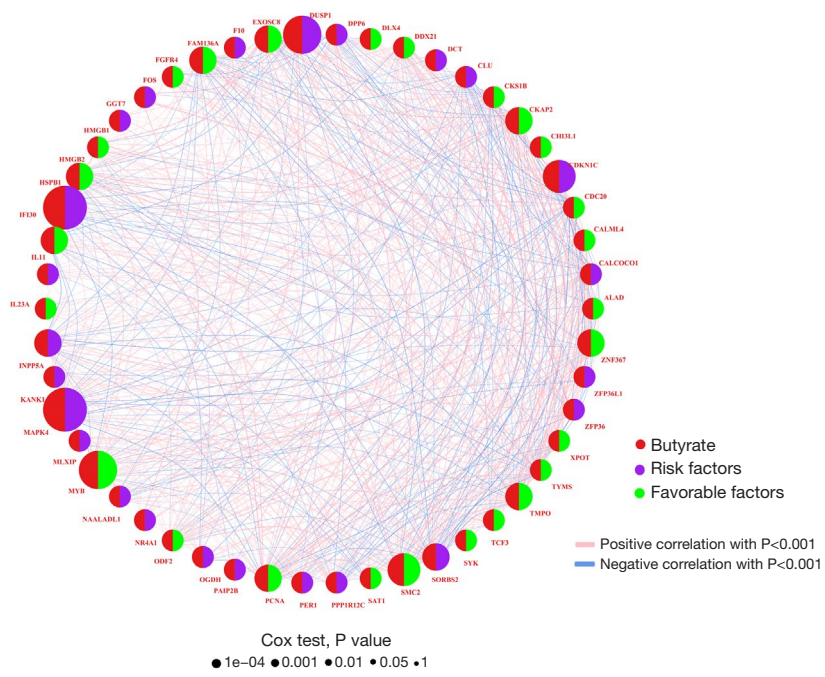 DUSP1
EXOSC8
DPP6
F10
DLX4
FAM136A
DDX21
FGFR4
DCT
FOS
CLU
GGT7
CKS1B
HMGB1
CKAP2
HMGB2
CHI3L1
HSPB1
CDKN1C
IFI30
CDC20
IL11
CALML4
IL23A
CALCOCO1
INPP5A
ALAD
KANK1
ZNF367
MAPK4
ZFP36L1
MLXIP
ZFP36
MYB
XPOT
NAALADL1
TYMS
NR4A1
TMPO
ODF2
TCF3
OGDH
SYK
PAIP2B
SORBS2
PCNA
SMC2
PER1
PPP1R12C
SAT1
Butyrate
Risk factors
Favorable factors
Positive correlation with P<0.001
Negative correlation with P<0.001
Cox test, P value
1e-04 0.001 0.01 0.05 1